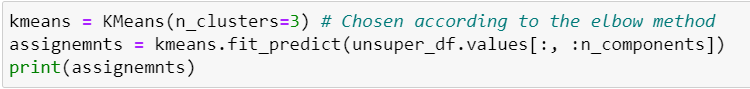 kmeans = KMeans(n_clusters=3) # Chosen according to the elbow method
assignemnts = kmeans.fit_predict(unsuper_df.values[:, :n_components])
print(assignemnts)